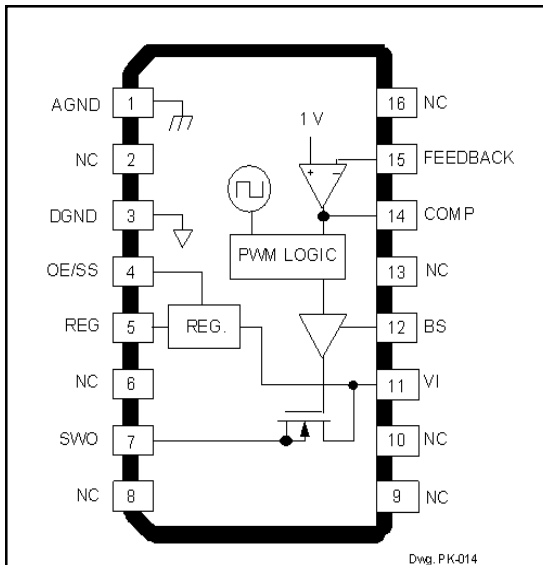 AGND 1
NC 2
DGND 3
OE/SS 4
REG 5
NC 6
SWO 7
NC 8
1 V
+ −
PWM LOGIC
REG.
16 NC
15 FEEDBACK
14 COMP
13 NC
12 BS
11 VI
10 NC
9 NC
Dwg. PK-014